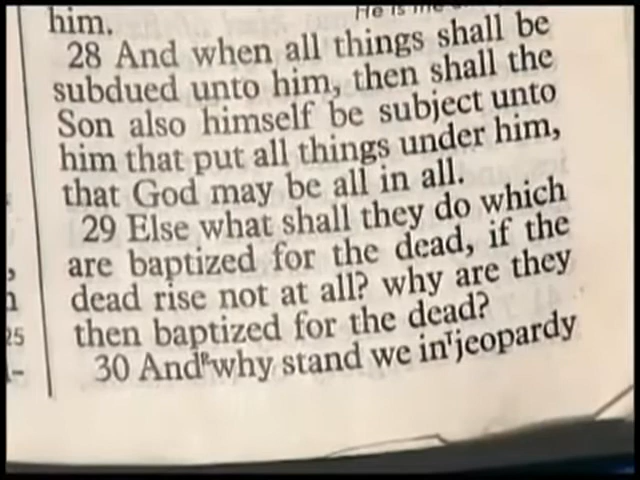 He is
him.
28 And when all things shall be
subdued unto him, then shall the
Son also himself be subject unto
him that put all things under him,
that God may be all in all.
29 Else what shall they do which
are baptized for the dead, if the
dead rise not at all? why are they
then baptized for the dead?
30 And why stand we in jeopardy
25